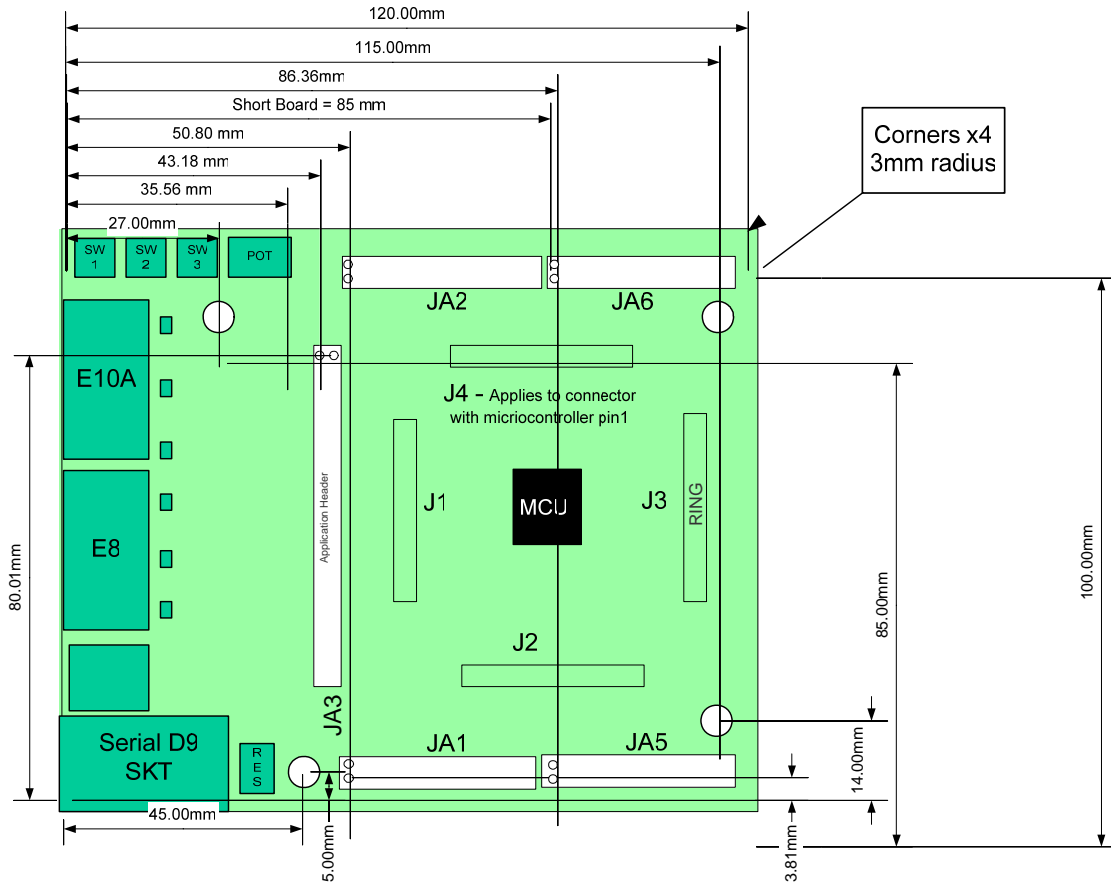 120.00mm
115.00mm
86.36mm
Short Board = 85 mm
50.80 mm
43.18 mm
35.56 mm
27.00mm
Corners x4
3mm radius
SW
1
SW
2
SW
3
POT
JA2
JA6
E10A
J4 - Applies to connector
with micriocontroller pin1
Application Header
J1
MCU
J3
RING
E8
80.01mm
85.00mm
100.00mm
J2
JA3
Serial D9
SKT
R
E
S
JA1
JA5
14.00mm
45.00mm
5.00mm
3.81mm